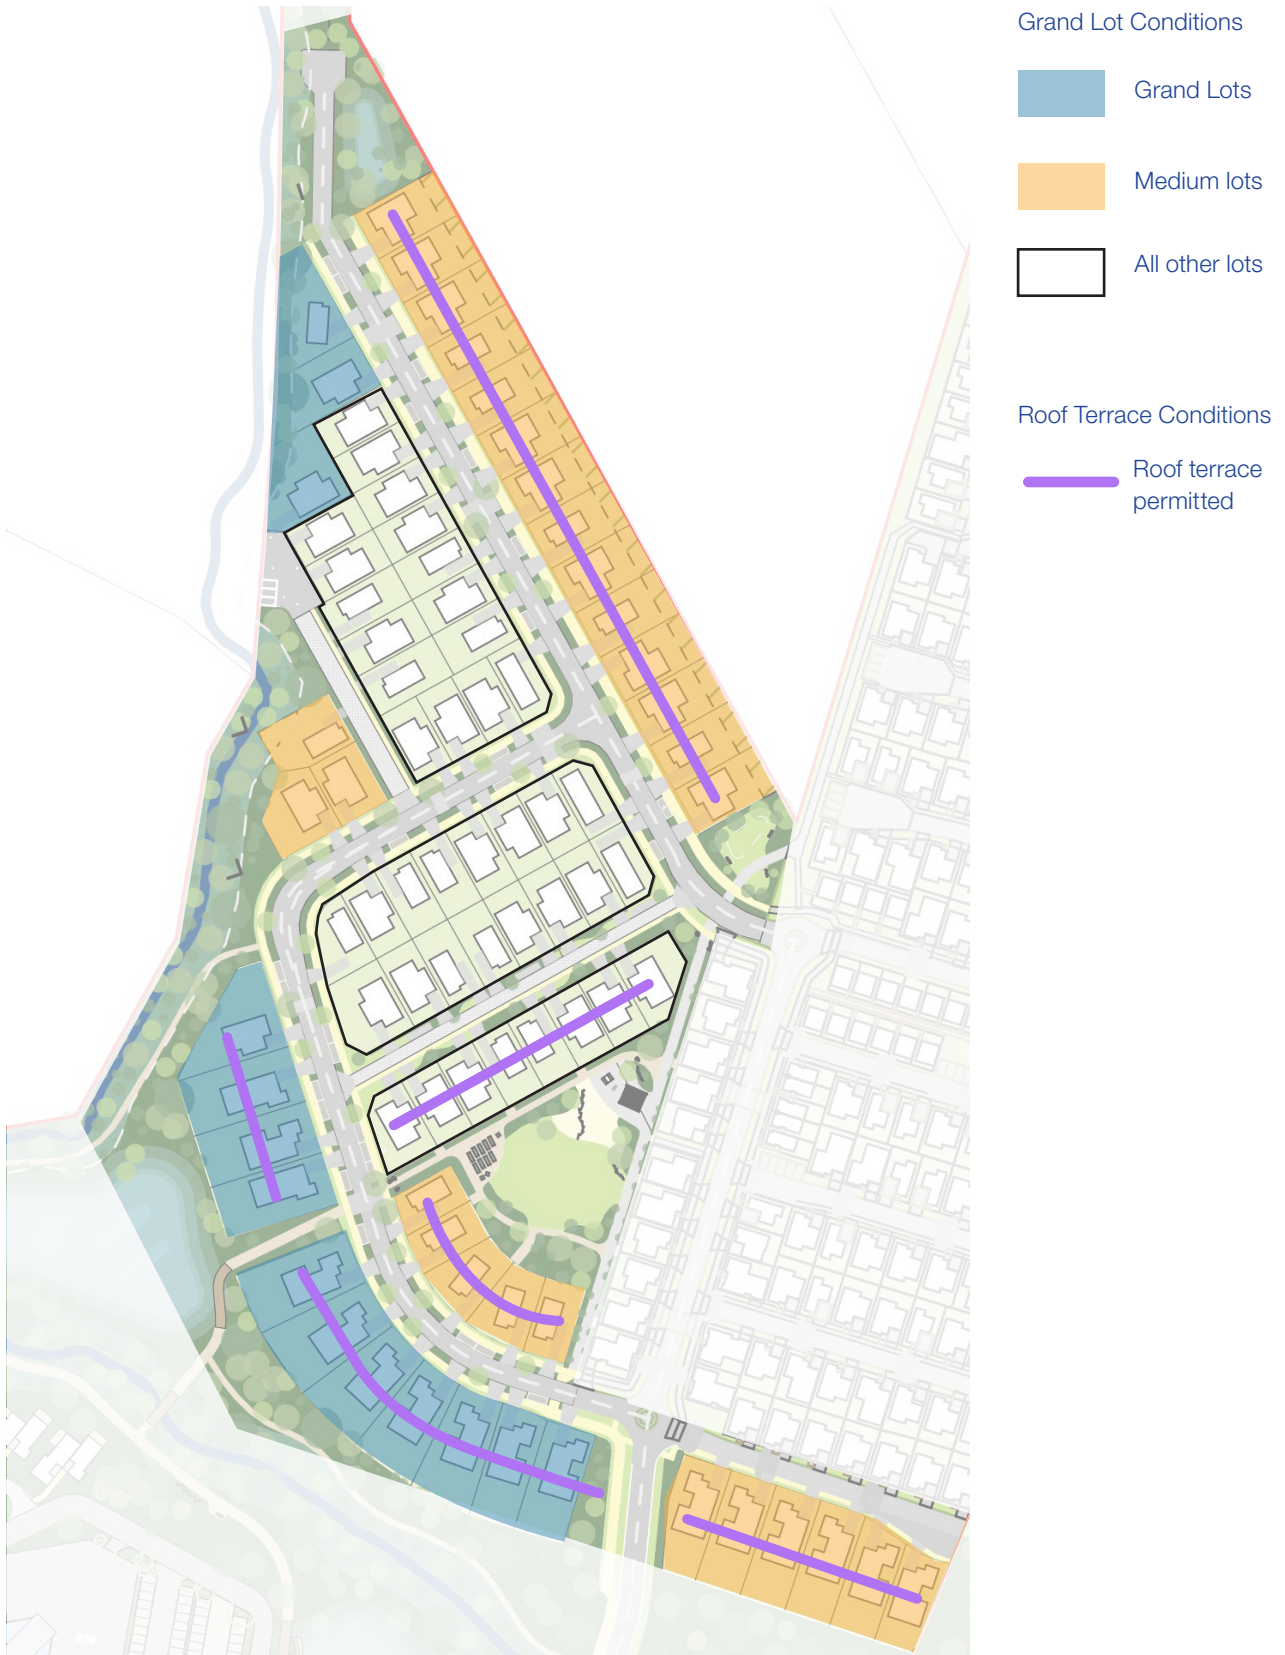 Grand Lot Conditions
Grand Lots
Medium lots
All other lots
Roof Terrace Conditions
Roof terrace
permitted